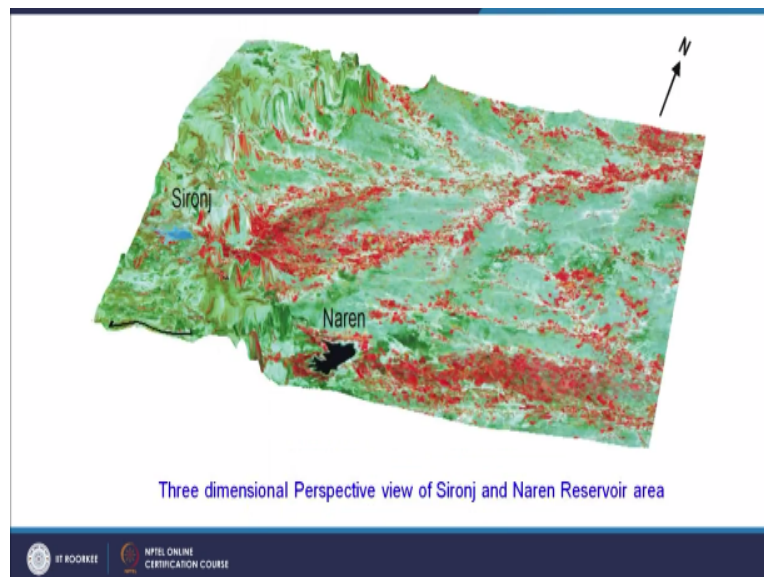 N
Sironj
Naren
Three dimensional Perspective view of Sironj and Naren Reservoir area
IIT ROORKEE
NPTEL ONLINE
CERTIFICATION COURSE